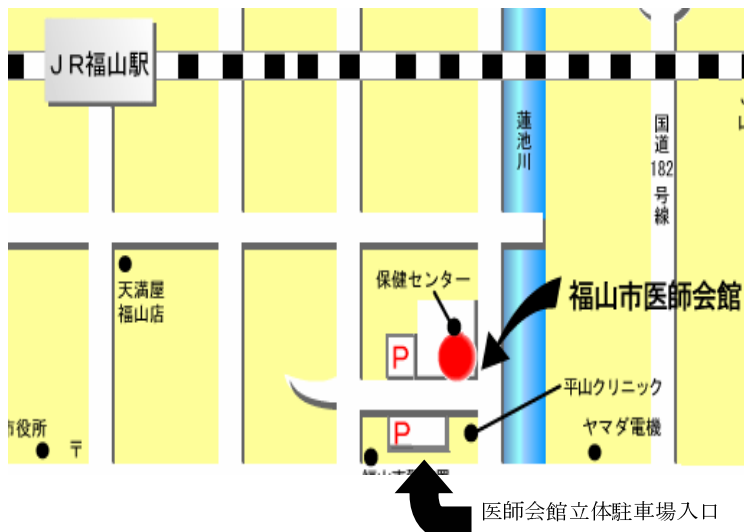 JR福山駅
蓮池川
国道182号線
保健センター
天満屋
福山店
福山市医師会館
P
平山クリニック
市役所
〒
P
ヤマダ電機
医師会館立体駐車場入口